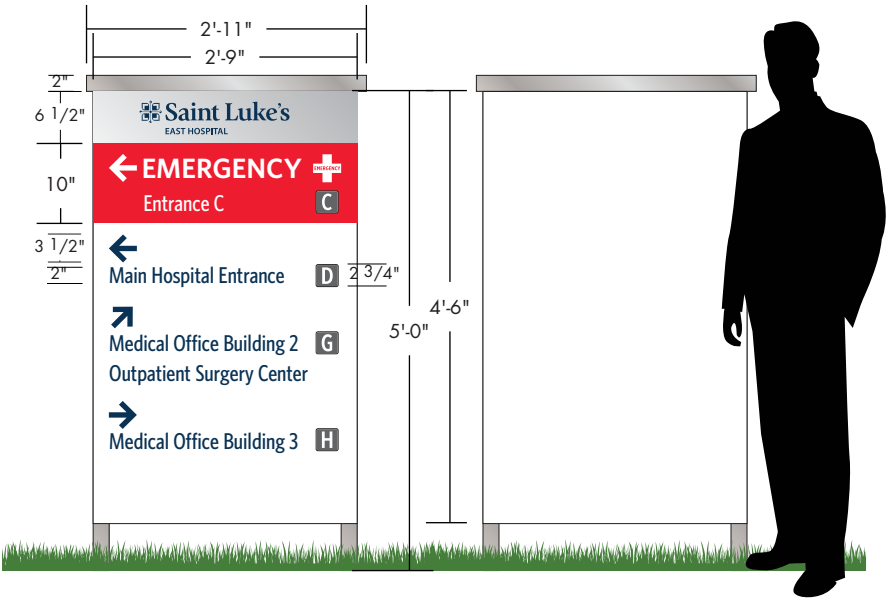 2'-11"
2'-9"
2"
6 1/2"
Saint Luke's
EAST HOSPITAL
EMERGENCY EMERGENCY
10"
Entrance C C
3 1/2"
2"
Main Hospital Entrance D 2 3/4"
4'-6"
5'-0"
Medical Office Building 2 G
Outpatient Surgery Center
Medical Office Building 3 H